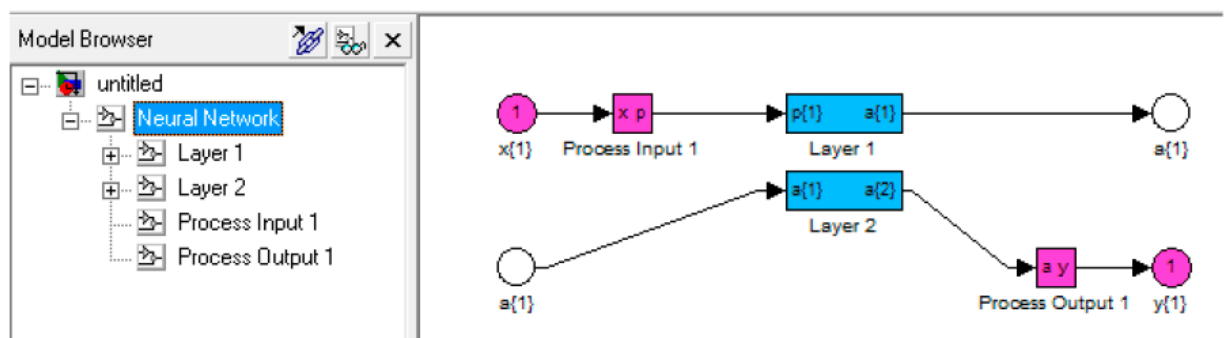 Model Browser
untitled
Neural Network
Layer 1
Layer 2
Process Input 1
Process Output 1
1
x{1}
x p
Process Input 1
p{1} a{1}
Layer 1
a{1}
a{1} a{2}
Layer 2
a{1}
a y
Process Output 1
1
y{1}